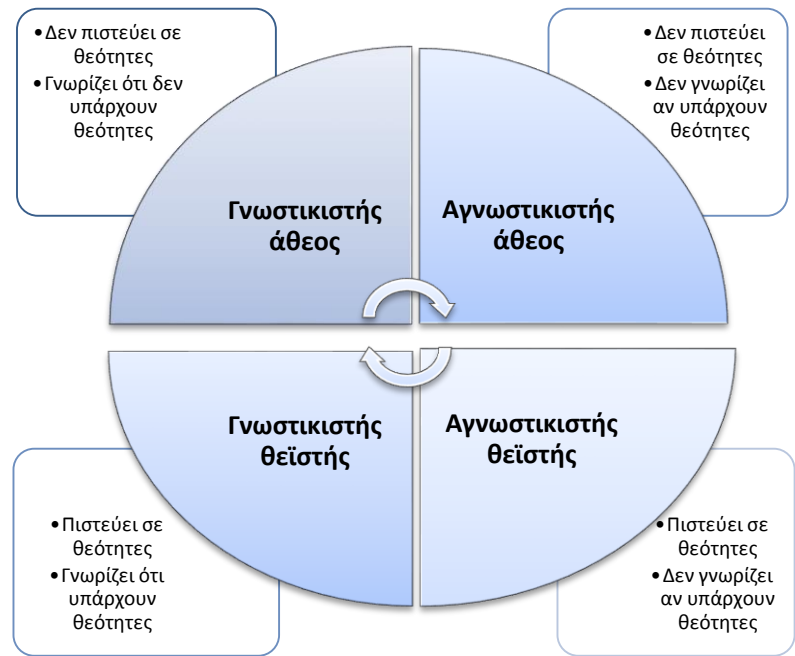 •Δεν πιστεύει σε
θεότητες
•Γνωρίζει ότι δεν
υπάρχουν
θεότητες
•Δεν πιστεύει
σε θεότητες
•Δεν γνωρίζει
αν υπάρχουν
θεότητες
Γνωστικιστής
άθεος
Αγνωστικιστής
άθεος
Γνωστικιστής
θεϊστής
Αγνωστικιστής
θεϊστής
•Πιστεύει σε
θεότητες
•Γνωρίζει ότι
υπάρχουν
θεότητες
•Πιστεύει σε
θεότητες
•Δεν γνωρίζει
αν υπάρχουν
θεότητες